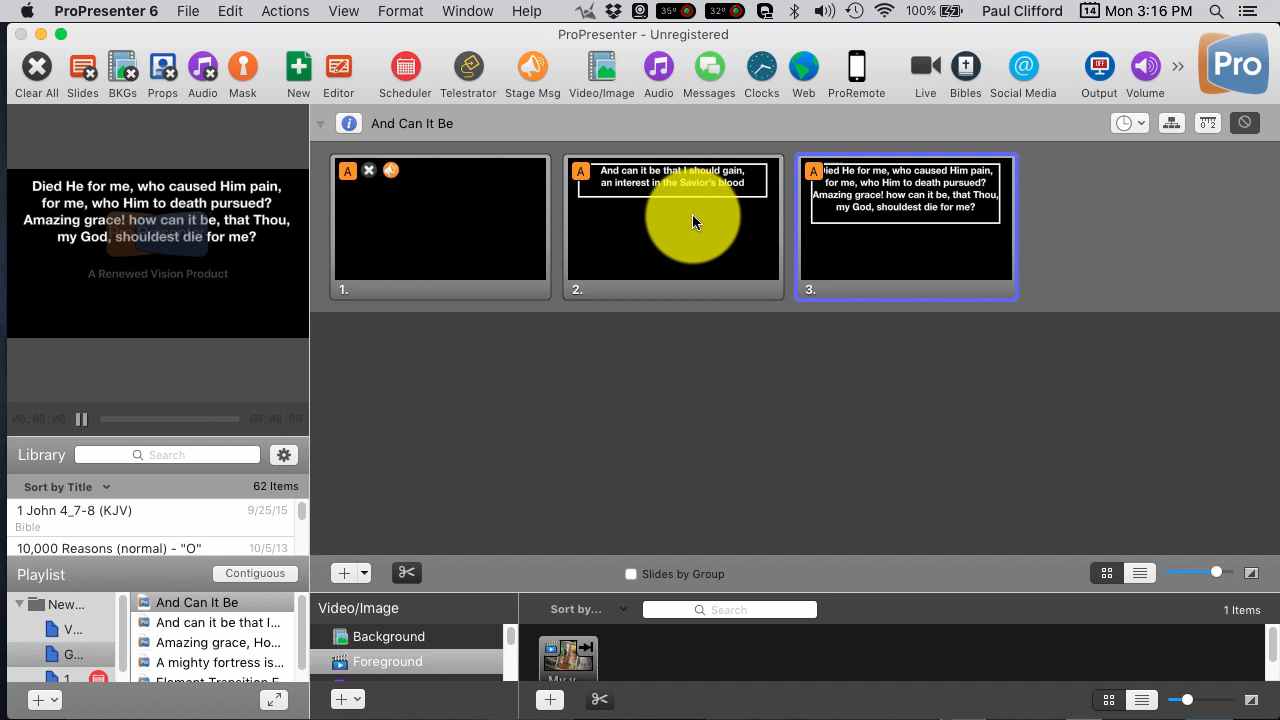 ProPresenter 6 File Edit Actions View Format Window Help 35° 32° 100% Paul Clifford 14 Mon 3:16 PM
ProPresenter - Unregistered
Clear All Slides BKGs Props Audio Mask New Editor Scheduler Telestrator Stage Msg Video/Image Audio Messages Clocks Web ProRemote Live Bibles Social Media Output Volume
OFF
Pro
And Can It Be
Died He for me, who caused Him pain,
for me, who Him to death pursued?
Amazing grace! how can it be, that Thou,
my God, shouldest die for me?
A Renewed Vision Product
A
1.
A
And can it be that I should gain,
an interest in the Savior's blood
2.
A
Died He for me, who caused Him pain,
for me, who Him to death pursued?
Amazing grace! how can it be, that Thou,
my God, shouldest die for me?
3.
00:00:00 00:00:00
Library Search
Sort by Title 62 Items
1 John 4_7-8 (KJV) 9/25/15
Bible
10,000 Reasons (normal) - "O" 10/5/13
Slides by Group
Playlist Contiguous
New...
V...
G...
1
And Can It Be
And can it be that I...
Amazing grace, Ho...
A mighty fortress is...
Video/Image
Background
Foreground
Sort by... Search 1 Items